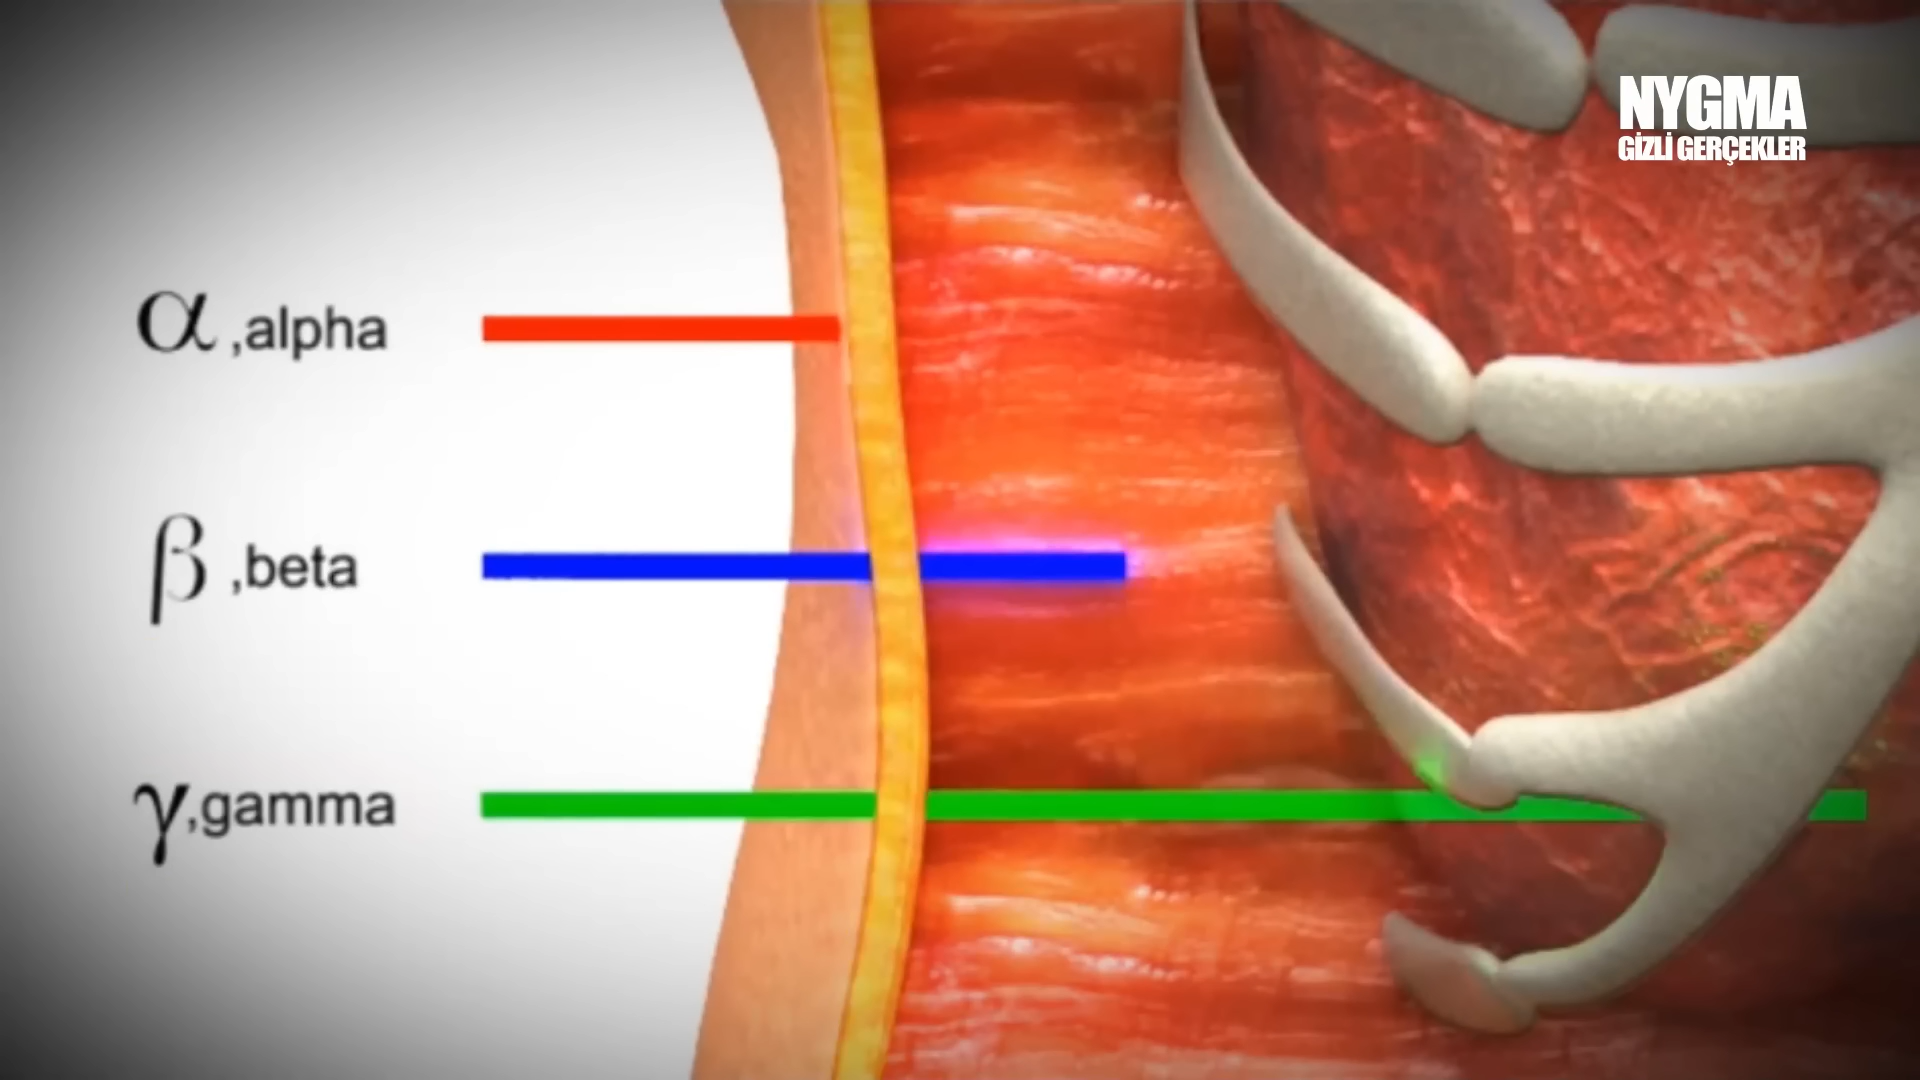 NYGMA
GİZLİ GERÇEKLER
α ,alpha
β ,beta
γ,gamma